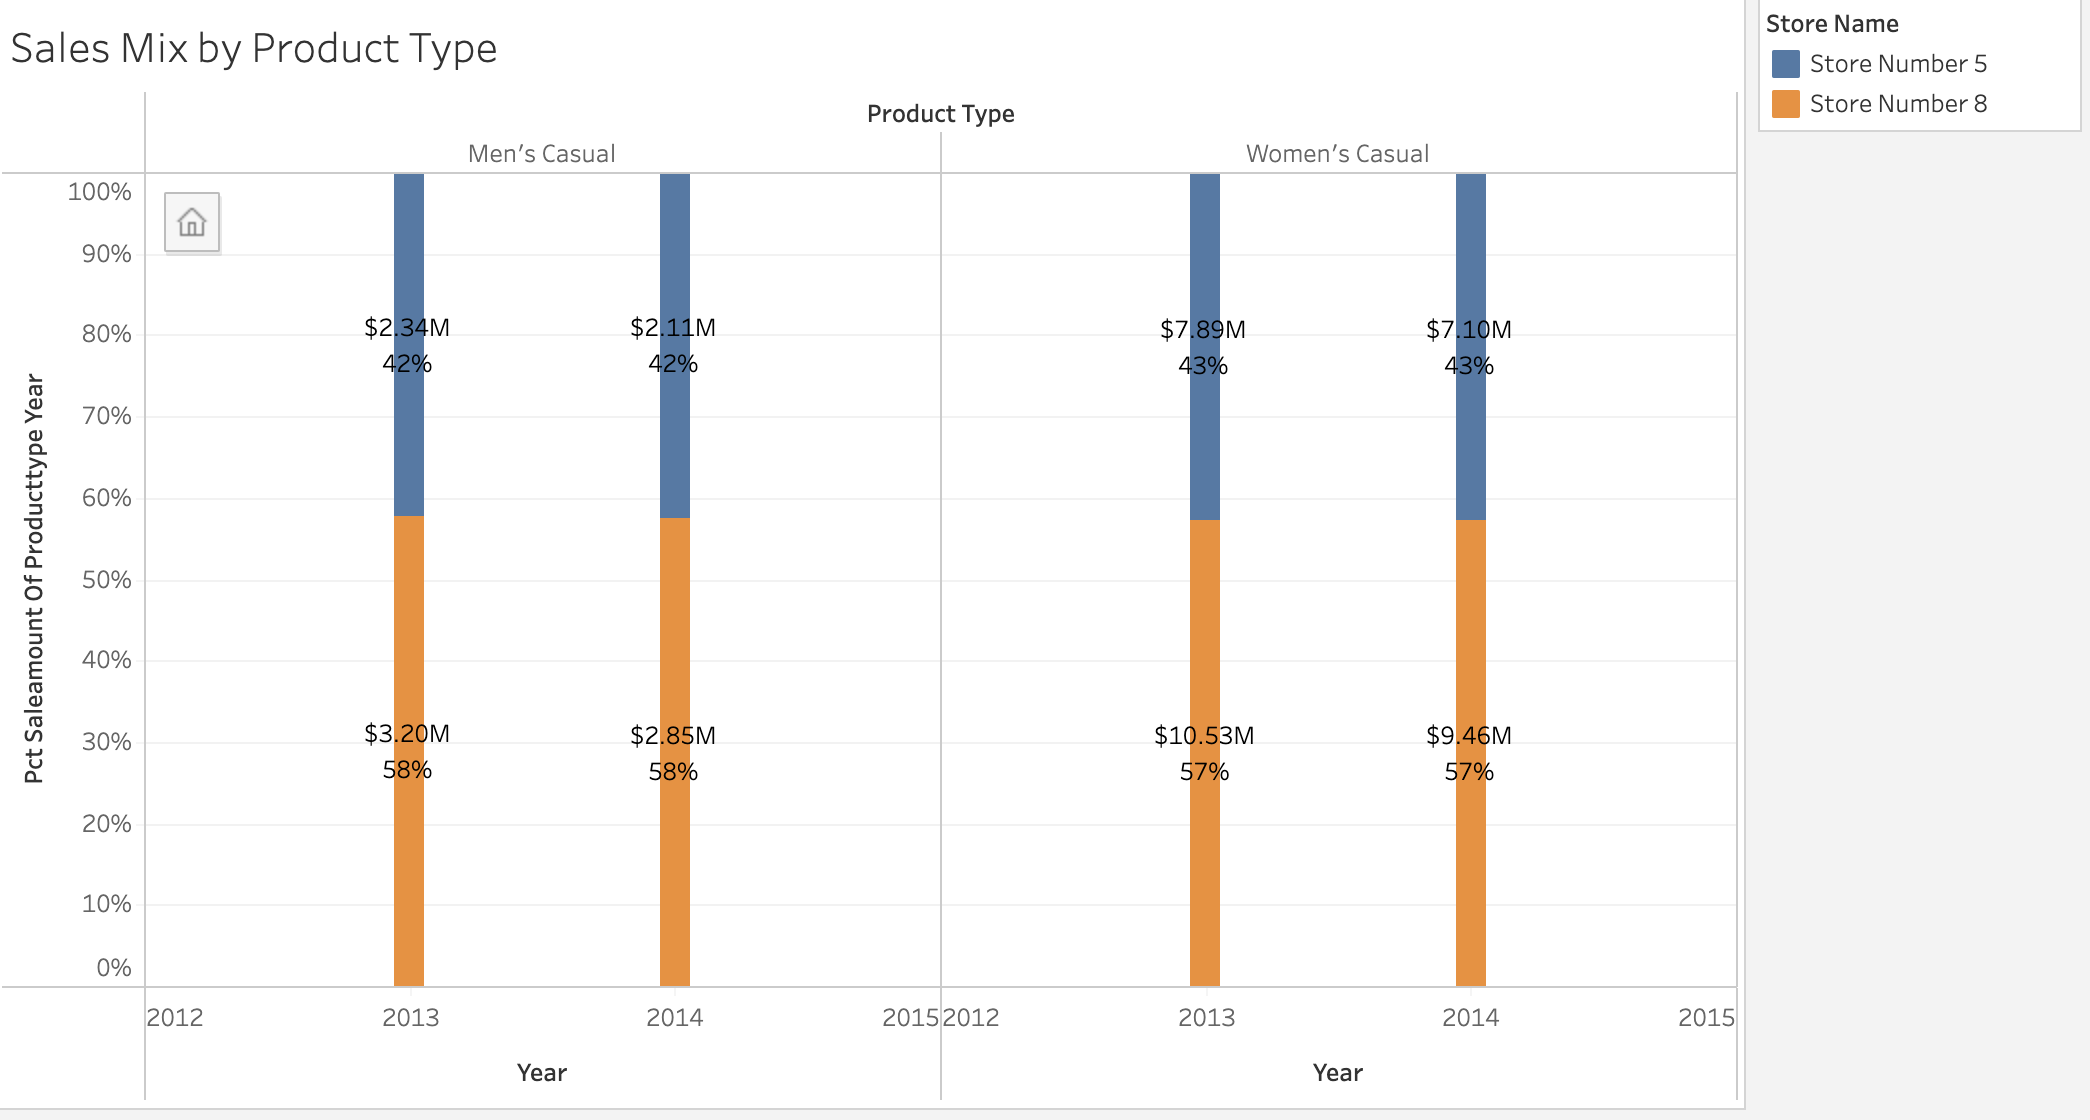 Sales Mix by Product Type
Store Name
Store Number 5
Store Number 8
Product Type
Men's Casual
Women's Casual
Pct Saleamount Of Producttype Year
100%
90%
80%
70%
60%
50%
40%
30%
20%
10%
0%
$2.34M
42%
$2.11M
42%
$7.89M
43%
$7.10M
43%
$3.20M
58%
$2.85M
58%
$10.53M
57%
$9.46M
57%
2012 2013 2014 2015 2012 2013 2014 2015
Year Year